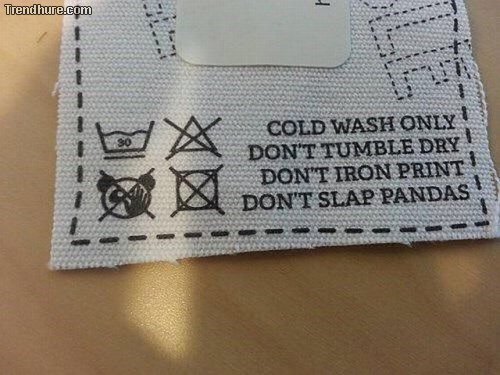 Trendhure.com
30
COLD WASH ONLY
DON'T TUMBLE DRY
DON'T IRON PRINT
DON'T SLAP PANDAS